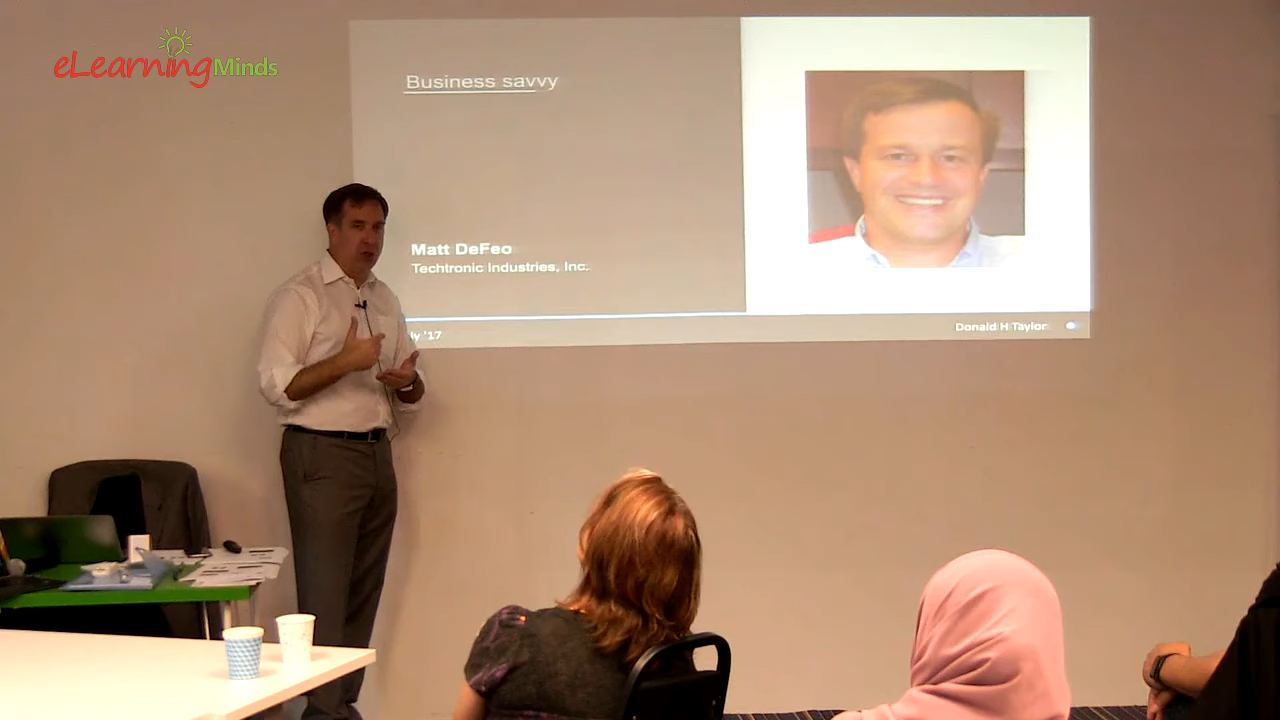 eLearningMinds
Business savvy
Matt DeFeo
Techtronic Industries, Inc.
ly '17
Donald H Taylor